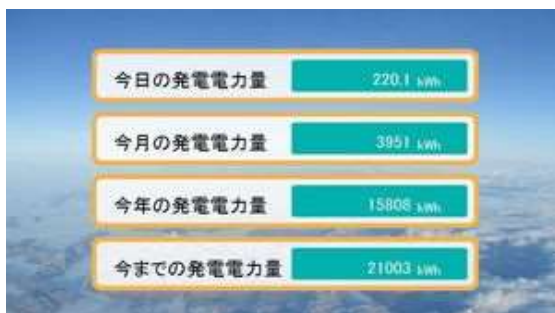 今日の発電電力量 220.1 kWh
今月の発電電力量 3951 kWh
今年の発電電力量 15808 kWh
今までの発電電力量 21003 kWh